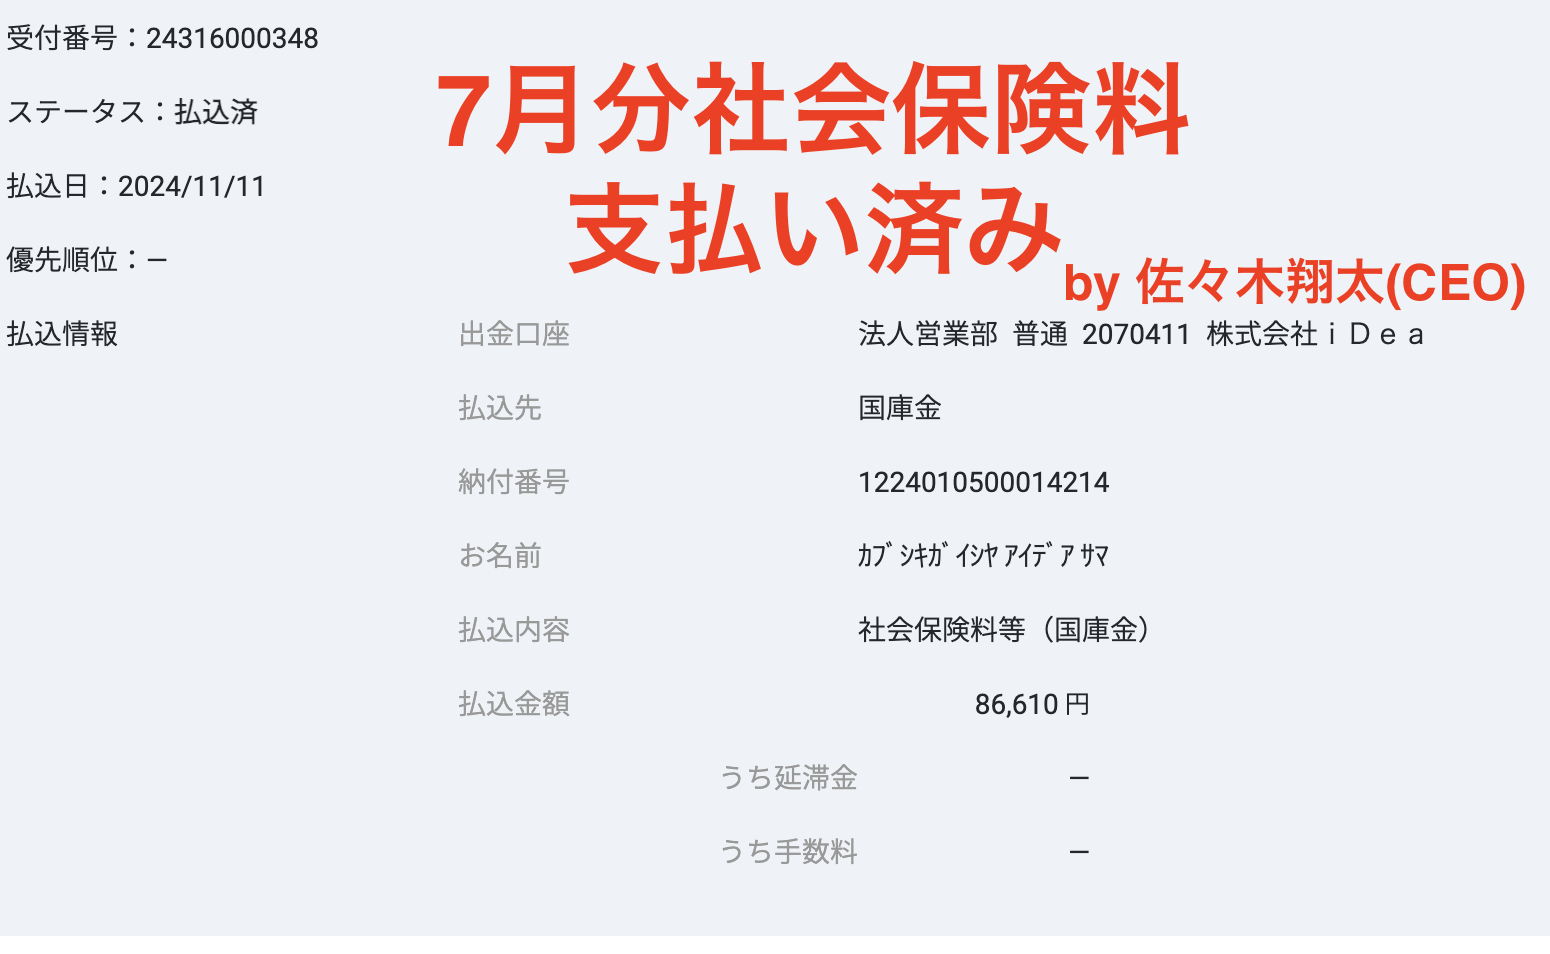 受付番号：24316000348
7月分社会保険料
ステータス：払込済
払込日：2024/11/11
支払い済み
優先順位：－
by 佐々木翔太(CEO)
払込情報 出金口座 法人営業部 普通 2070411 株式会社ｉＤｅａ
払込先 国庫金
納付番号 1224010500014214
お名前 ｶﾌﾞｼｷｶﾞｲｼﾔ ｱｲﾃﾞｱ ｻﾏ
払込内容 社会保険料等（国庫金）
払込金額 86,610 円
うち延滞金 －
うち手数料 －